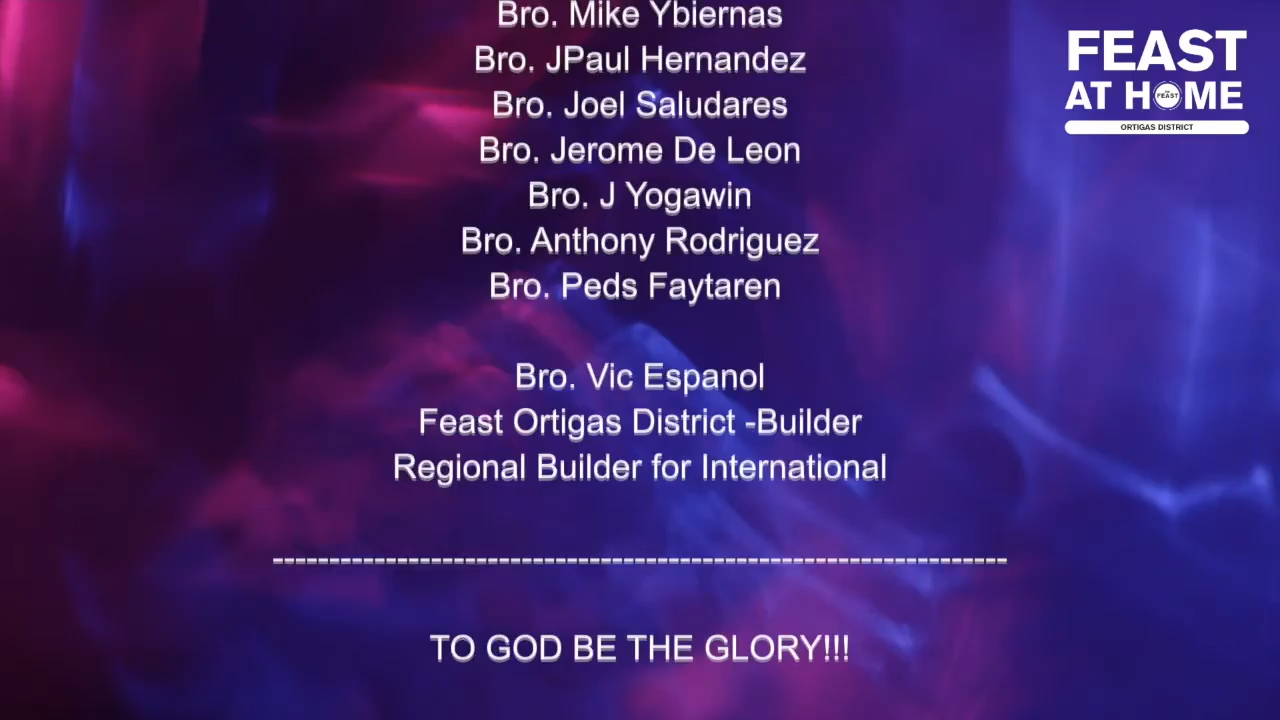 Bro. Mike Ybiernas
Bro. JPaul Hernandez
Bro. Joel Saludares
Bro. Jerome De Leon
Bro. J Yogawin
Bro. Anthony Rodriguez
Bro. Peds Faytaren
Bro. Vic Espanol
Feast Ortigas District -Builder
Regional Builder for International
------------------------------------------------------------------
TO GOD BE THE GLORY!!!
FEAST
AT HOME
FEAST
ORTIGAS DISTRICT